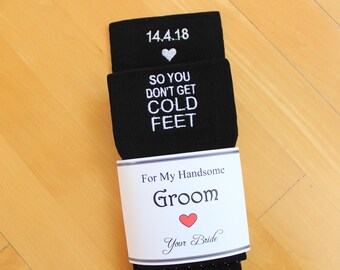 14.4.18
SO YOU
DON'T GET
COLD
FEET
For My Handsome
Groom
Your Bride